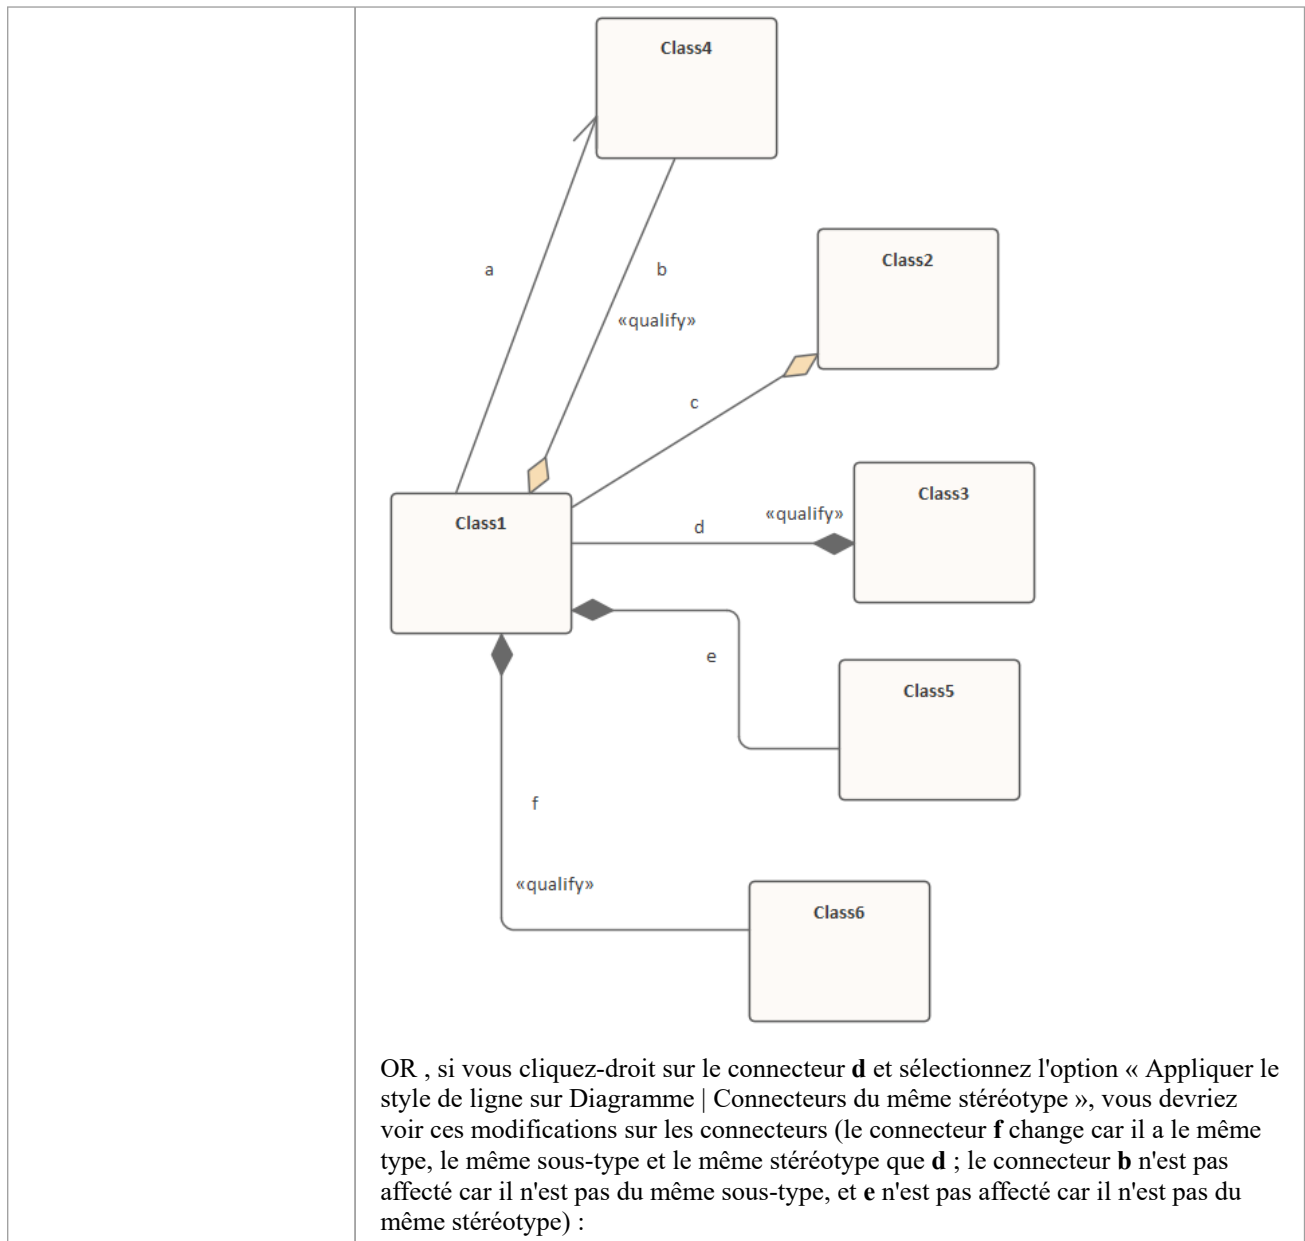 Class4
a
b
«qualify»
Class2
c
Class3
«qualify»
d
Class1
e
Class5
f
«qualify»
Class6
OR , si vous cliquez-droit sur le connecteur d et sélectionnez l'option « Appliquer le
style de ligne sur Diagramme | Connecteurs du même stéréotype », vous devriez
voir ces modifications sur les connecteurs (le connecteur f change car il a le même
type, le même sous-type et le même stéréotype que d ; le connecteur b n'est pas
affecté car il n'est pas du même sous-type, et e n'est pas affecté car il n'est pas du
même stéréotype) :